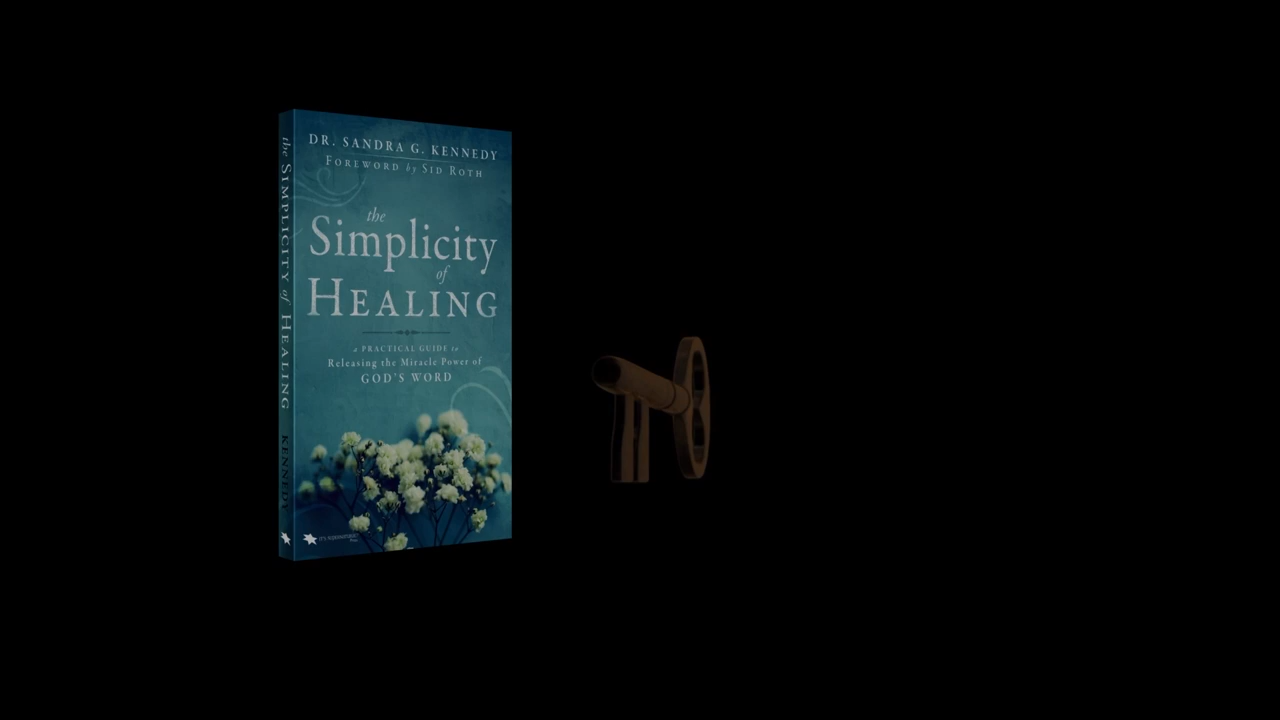 DR. SANDRA G. KENNEDY
FOREWORD by SID ROTH
the
Simplicity
of
HEALING
a PRACTICAL GUIDE to
Releasing the Miracle Power of
GOD'S WORD
the SIMPLICITY of HEALING KENNEDY